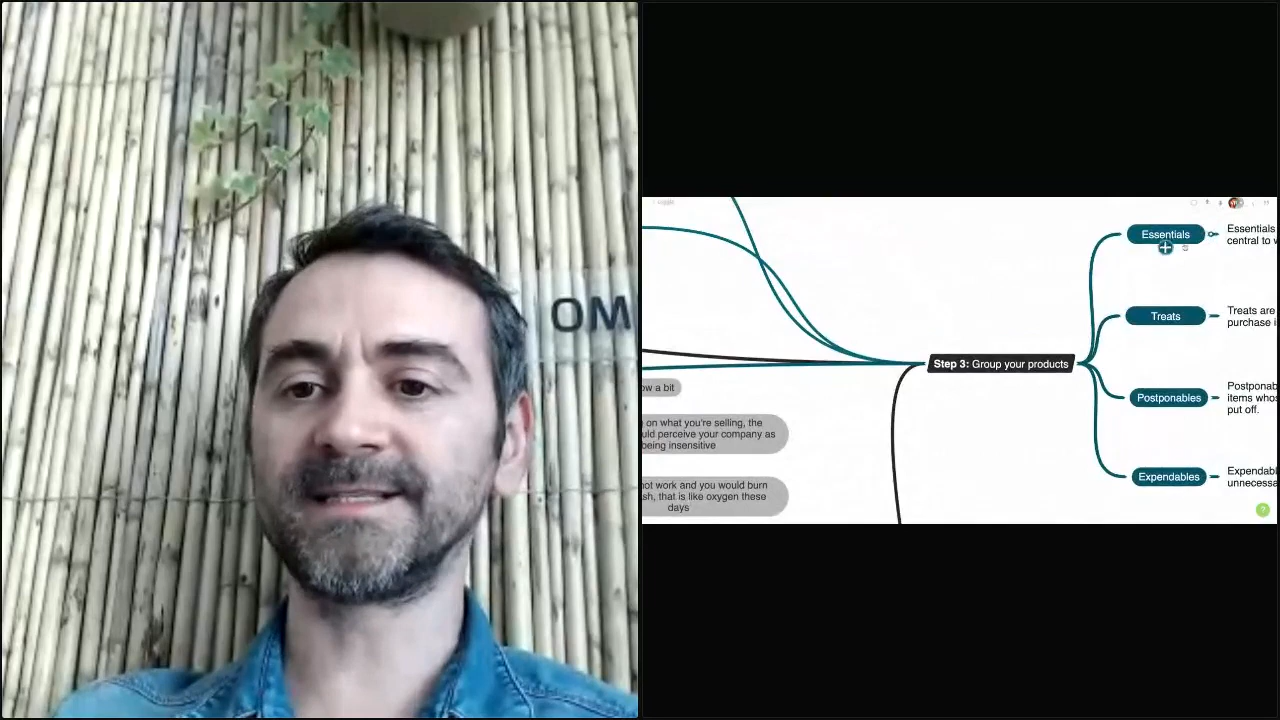 OM
Essentials
Essentials
central to
Treats
Treats are
purchase i
Step 3: Group your products
Postponables
Postponab
items whos
put off.
Expendables
Expendabl
unnecessa
ow a bit
on what you're selling, the
uld perceive your company as
being insensitive
not work and you would burn
sh, that is like oxygen these
days
?